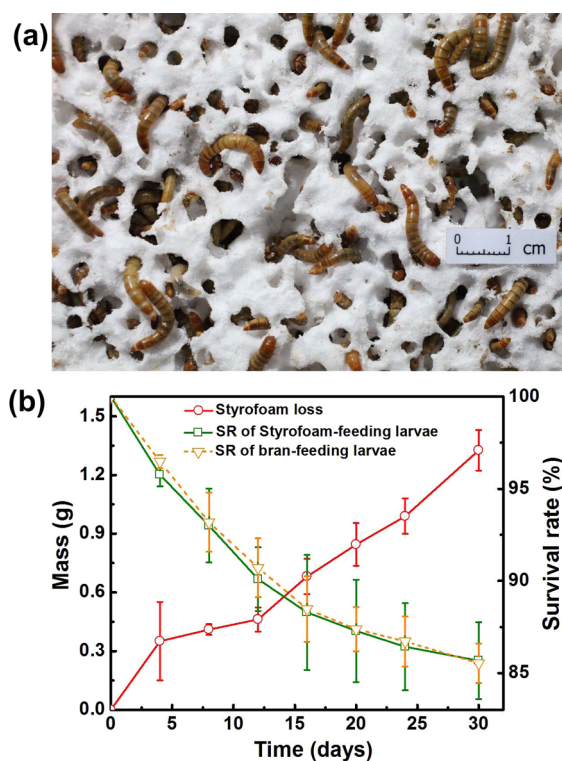 (a)
0 1
cm
(b)
Styrofoam loss
SR of Styrofoam-feeding larvae
SR of bran-feeding larvae
1.5
1.2
0.9
0.6
0.3
0.0
Mass (g)
100
95
90
85
Survival rate (%)
0 5 10 15 20 25 30
Time (days)